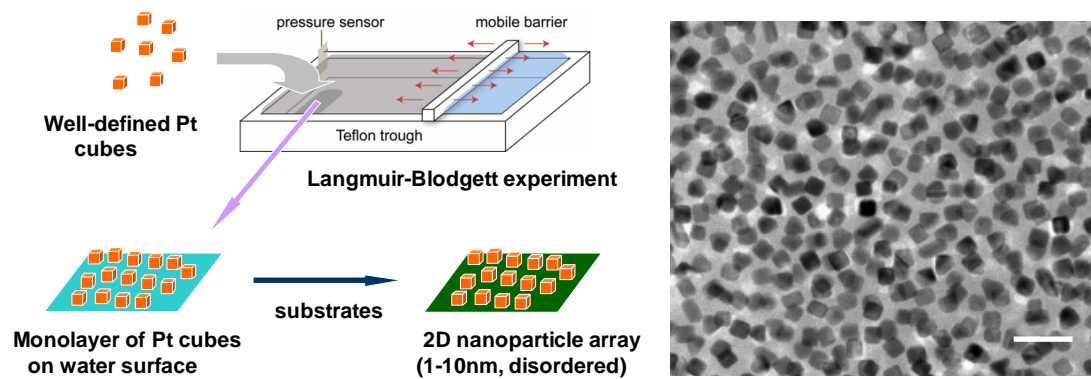 pressure sensor
mobile barrier
Well-defined Pt
cubes
Teflon trough
Langmuir-Blodgett experiment
substrates
Monolayer of Pt cubes
on water surface
2D nanoparticle array
(1-10nm, disordered)